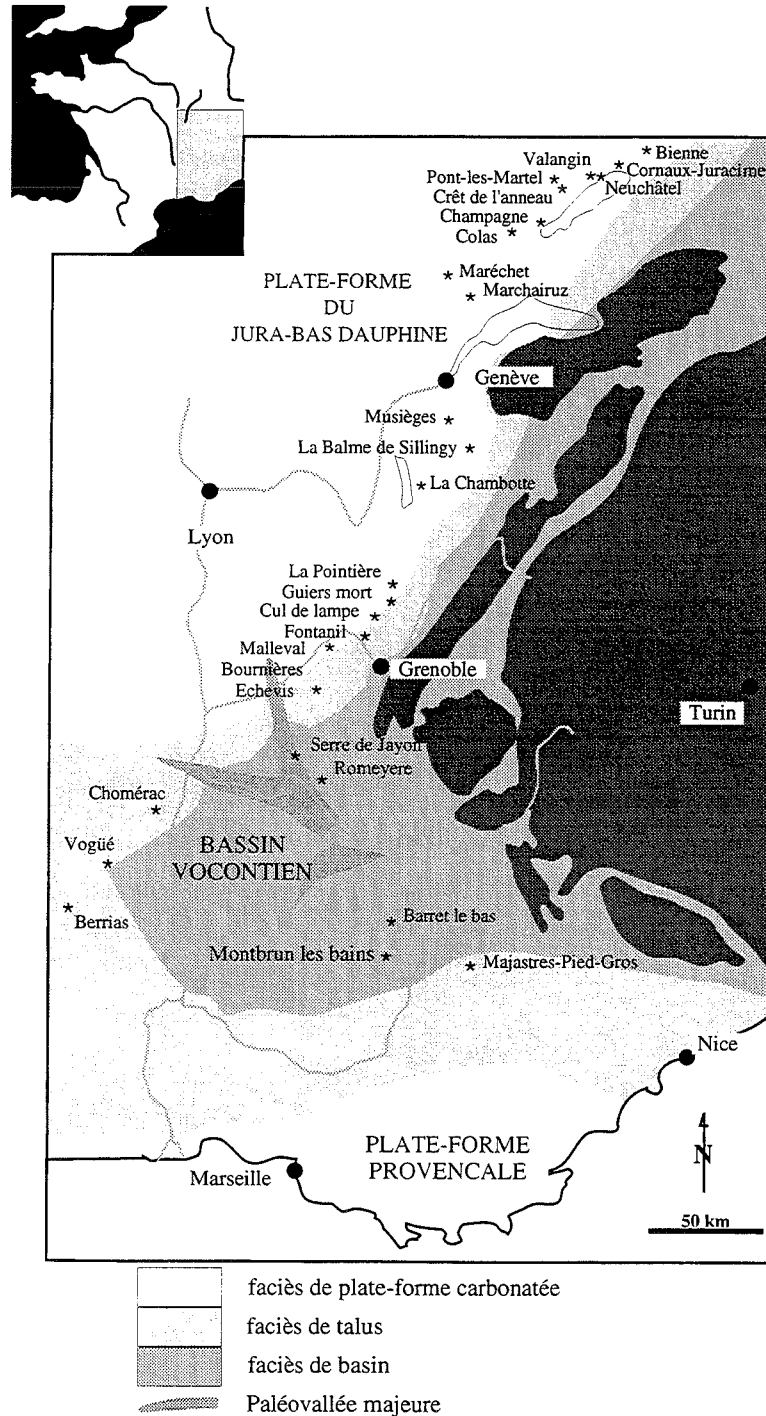 Bienne
Valangin
Cornaux-Juracime
Pont-les-Martel
Neuchâtel
Crêt de l'anneau
Champagne
Colas
Maréchet
PLATE-FORME
Marchairuz
DU
JURA-BAS DAUPHINE
Genève
Musièges
La Balme de Sillingy
La Chambotte
Lyon
La Pointière
Guiers mort
Cul de lampe
Fontanil
Malleval
Bournières
Grenoble
Echevis
Turin
Serre de Jayon
Romeyere
Chomérac
Vogüé
BASSIN
VOCONTIEN
Berrias
Barret le bas
Montbrun les bains
Majastres-Pied-Gros
Nice
PLATE-FORME
PROVENCALE
N
Marseille
50 km
faciès de plate-forme carbonatée
faciès de talus
faciès de basin
Paléovallée majeure